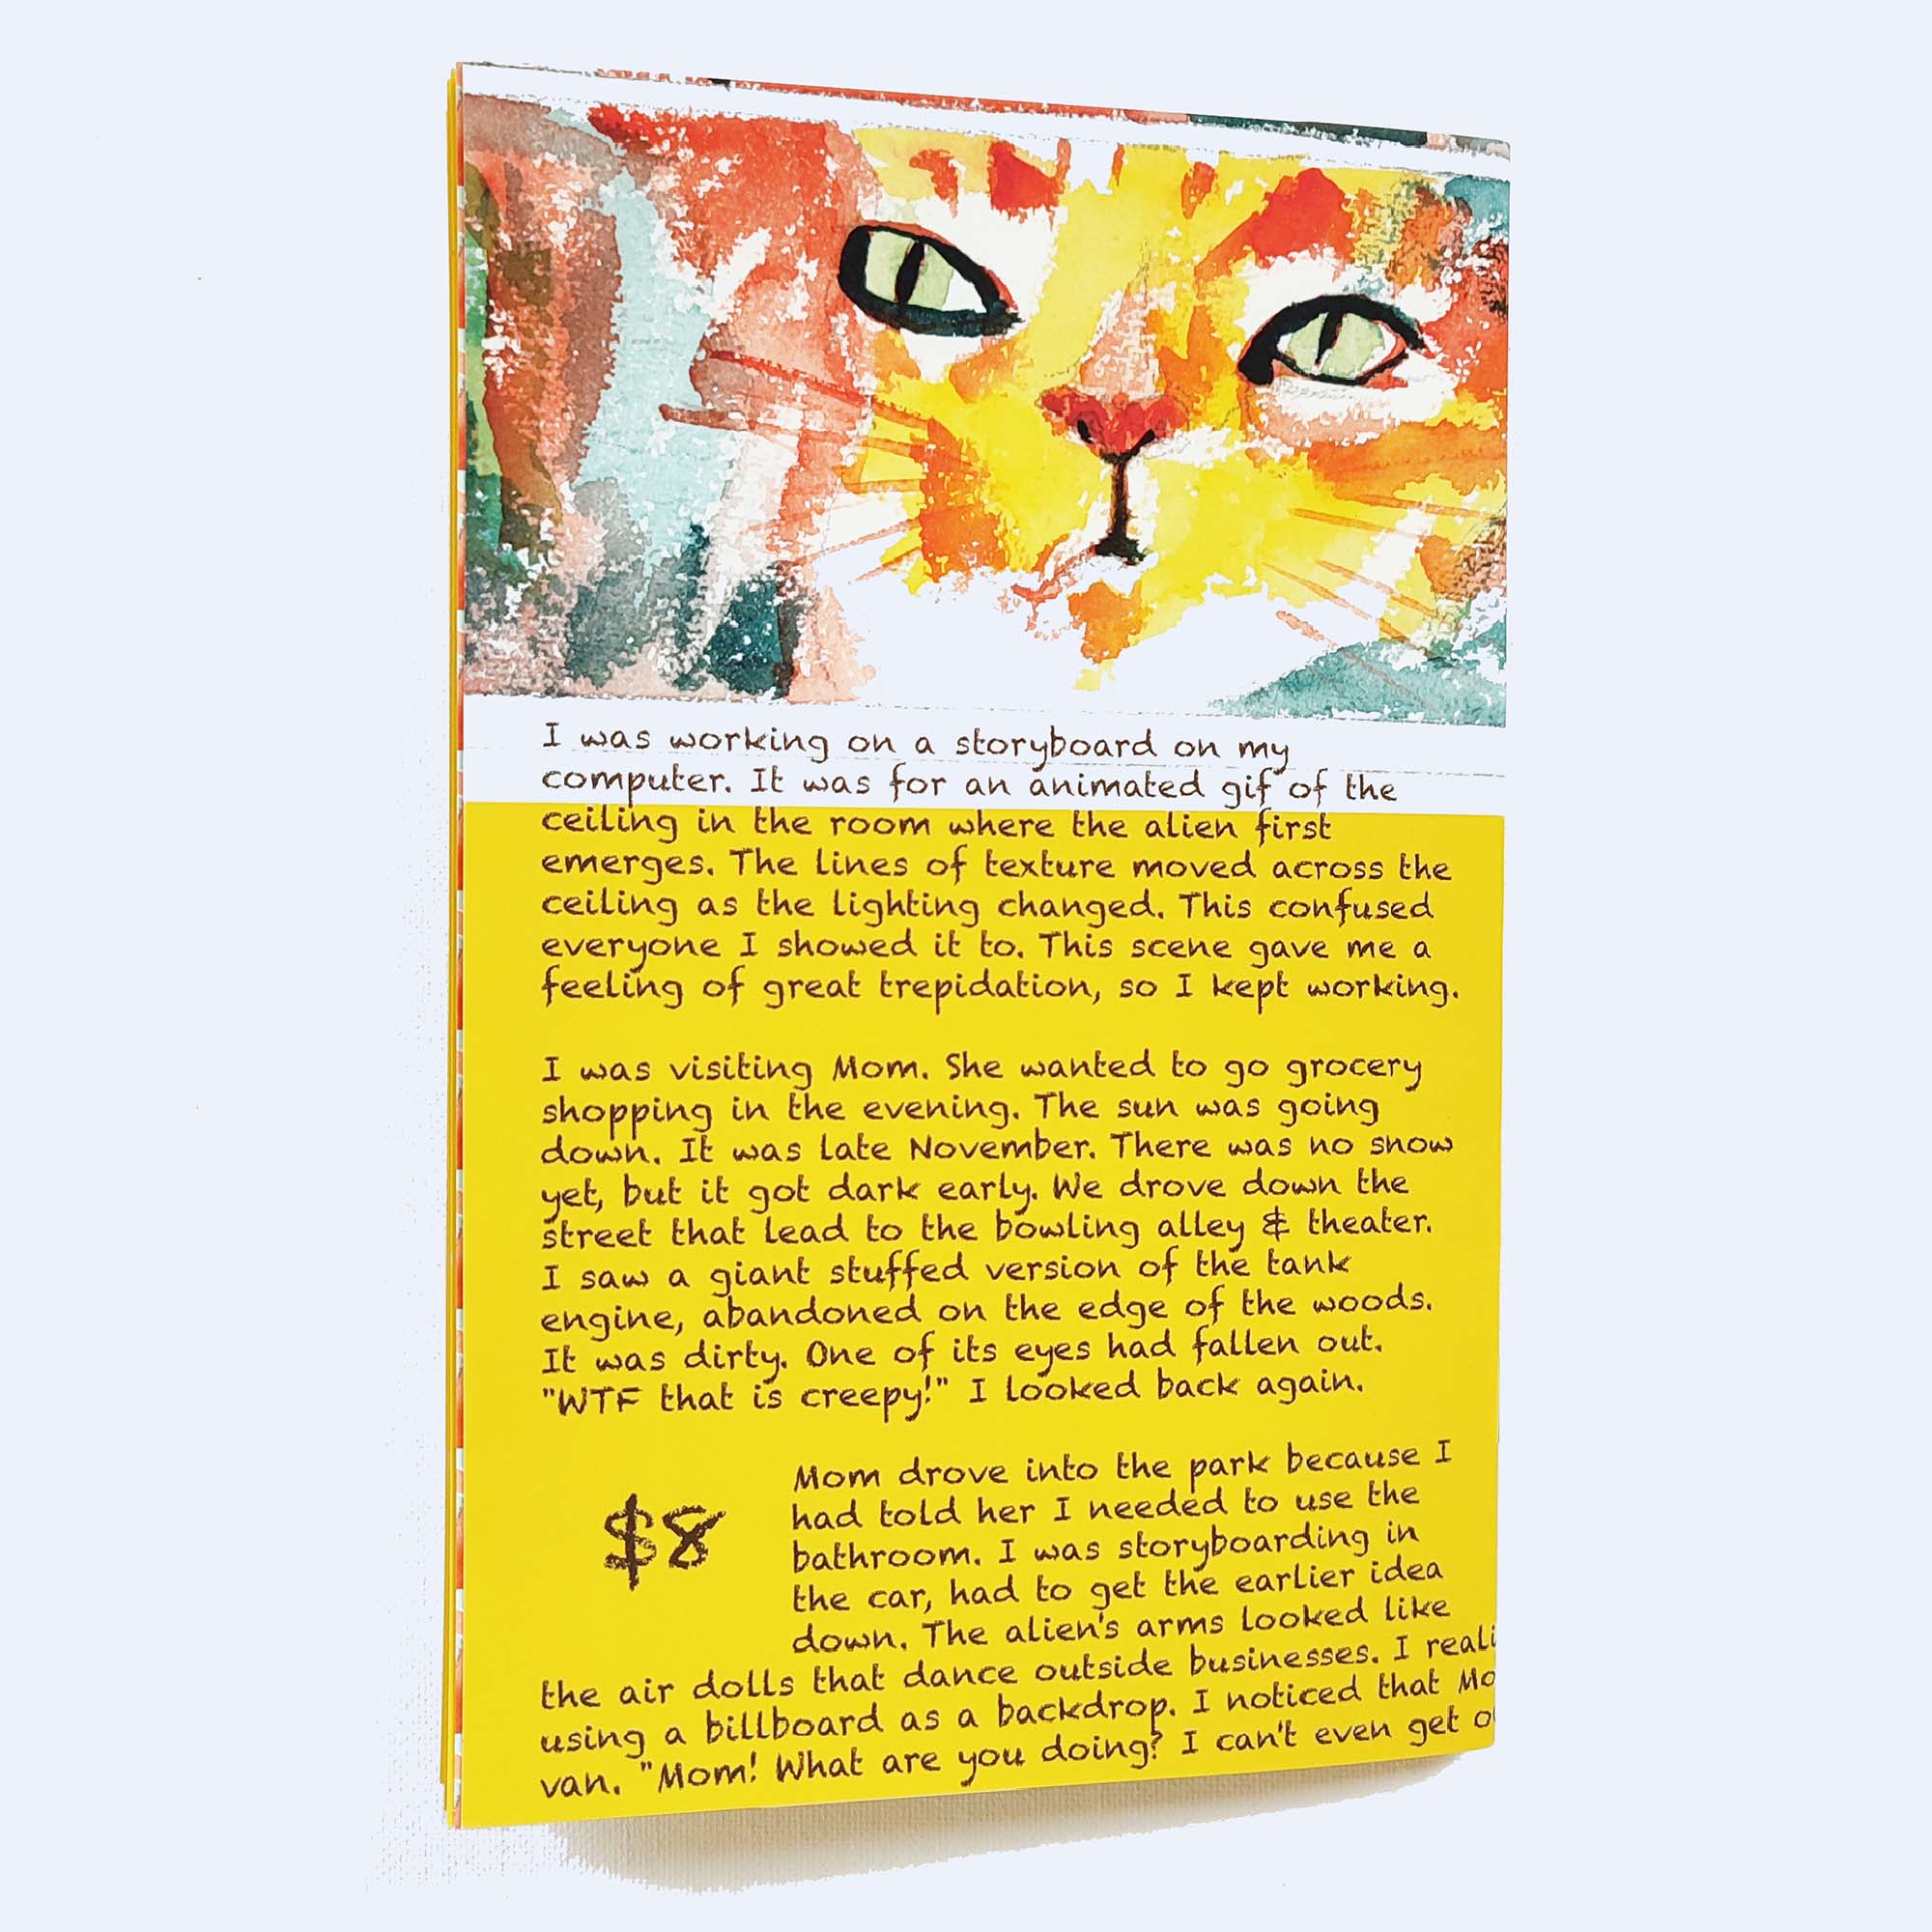 I was working on a storyboard on my
computer. It was for an animated gif of the
ceiling in the room where the alien first
emerges. The lines of texture moved across the
ceiling as the lighting changed. This confused
everyone I showed it to. This scene gave me a
feeling of great trepidation, so I kept working.
I was visiting Mom. She wanted to go grocery
shopping in the evening. The sun was going
down. It was late November. There was no snow
yet, but it got dark early. We drove down the
street that lead to the bowling alley & theater.
I saw a giant stuffed version of the tank
engine, abandoned on the edge of the woods.
It was dirty. One of its eyes had fallen out.
"WTF that is creepy!" I looked back again.
$8
Mom drove into the park because I
had told her I needed to use the
bathroom. I was storyboarding in
the car, had to get the earlier idea
down. The alien's arms looked like
the air dolls that dance outside businesses. I
using a billboard as a backdrop. I noticed that
van. "Mom! What are you doing? I can't even get